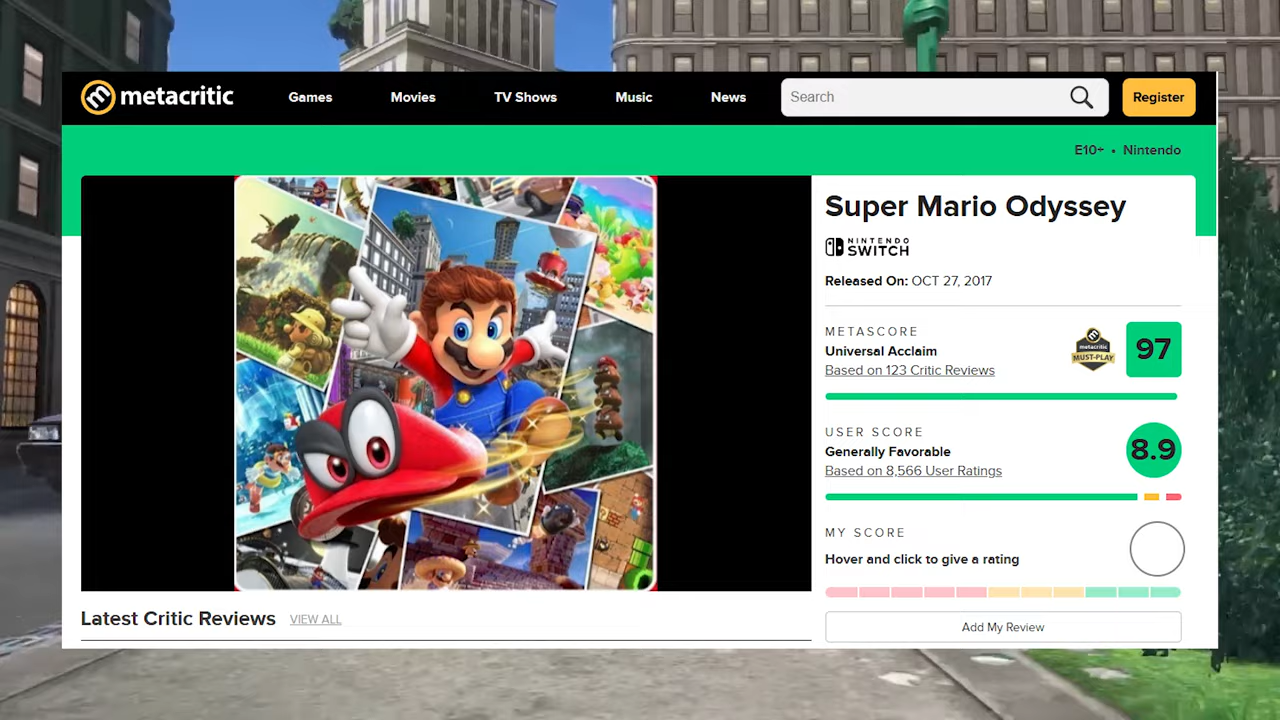 metacritic
Games
Movies
TV Shows
Music
News
Search
Register
E10+ • Nintendo
Super Mario Odyssey
NINTENDO
SWITCH
Released On: OCT 27, 2017
METASCORE
Universal Acclaim
Based on 123 Critic Reviews
metacritic
MUST-PLAY
97
USER SCORE
Generally Favorable
Based on 8,566 User Ratings
8.9
MY SCORE
Hover and click to give a rating
Add My Review
Latest Critic Reviews
VIEW ALL